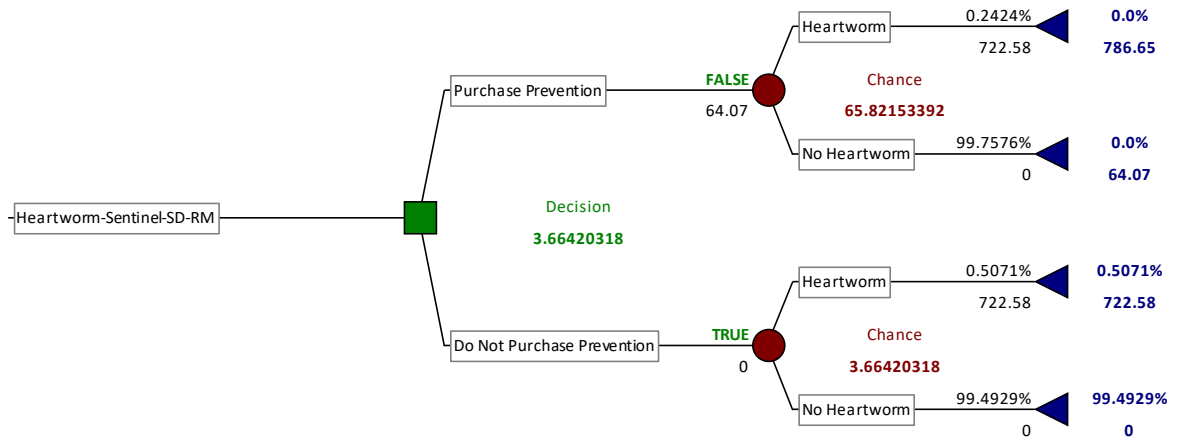 0.2424%
0.0%
Heartworm
722.58
786.65
FALSE
Chance
Purchase Prevention
64.07
65.82153392
99.7576%
0.0%
No Heartworm
0
64.07
Decision
Heartworm-Sentinel-SD-RM
3.66420318
0.5071%
0.5071%
Heartworm
722.58
722.58
TRUE
Chance
Do Not Purchase Prevention
0
3.66420318
99.4929%
99.4929%
No Heartworm
0
0